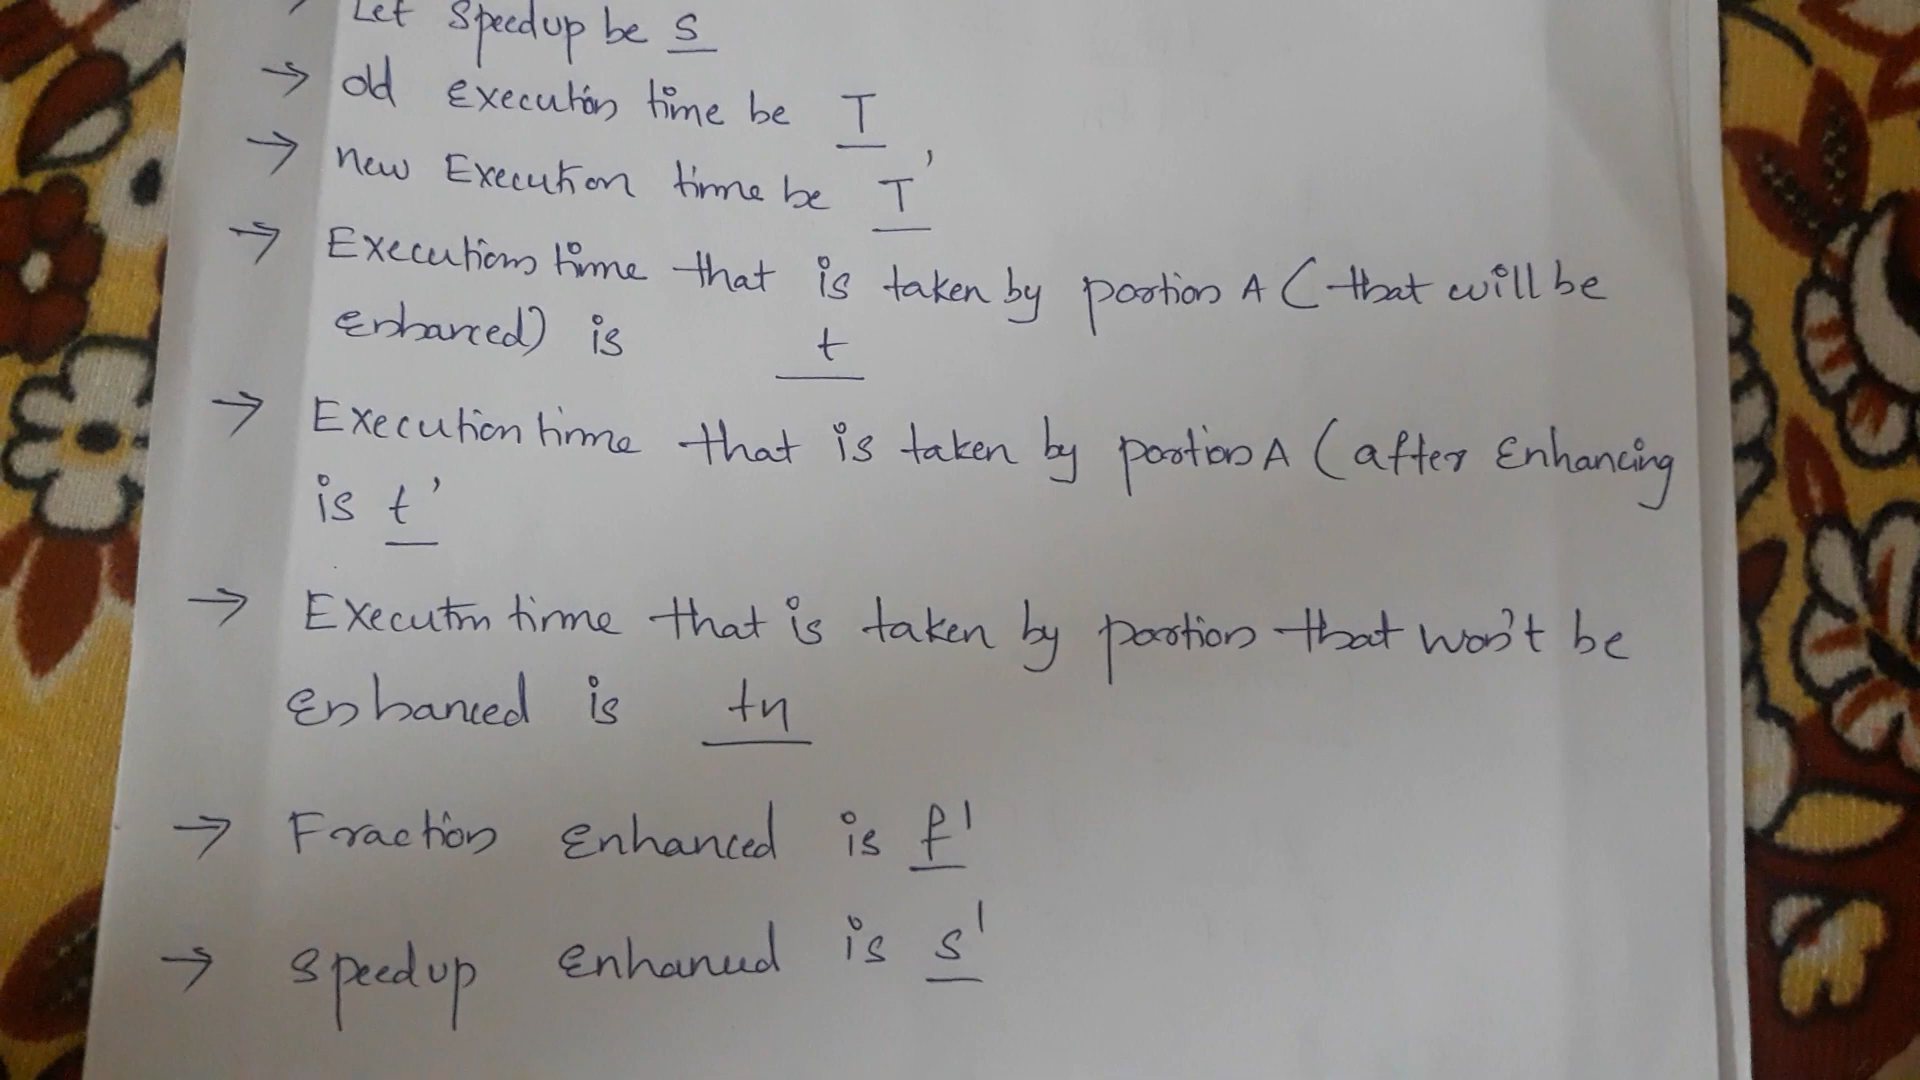 → Let Speedup be S
→ old execution time be T
→ new Execution time be T'
→ Execution time that is taken by portion A (that will be
enhanced) is t
→ Execution time that is taken by portion A (after Enhancing
is t'
→ Execution time that is taken by portion that won't be
Enhanced is tn
→ Fraction Enhanced is f'
→ speedup enhanced is s'